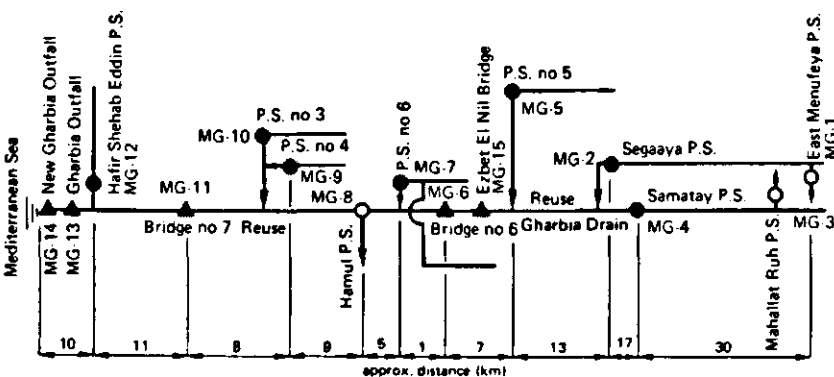 Mediterranean Sea
New Gharbia Outfall
MG-14
Gharbia Outfall
MG-13
Hafir Shehab Eddin P.S.
MG-12
MG-11
Bridge no 7
Reuse
P.S. no 3
MG-10
P.S. no 4
MG-9
MG-8
Hamul P.S.
P.S. no 6
MG-7
MG-6
Bridge no 6
Ezbet El Nil Bridge
MG-15
P.S. no 5
MG-5
Reuse
Gharbia Drain
MG-2
Segaaya P.S.
Samatay P.S.
MG-4
Mahallat Ruh P.S.
East Menufeya P.S.
MG-1
MG-3
10 11 8 9 5 1 7 13 17 30
approx. distance (km)